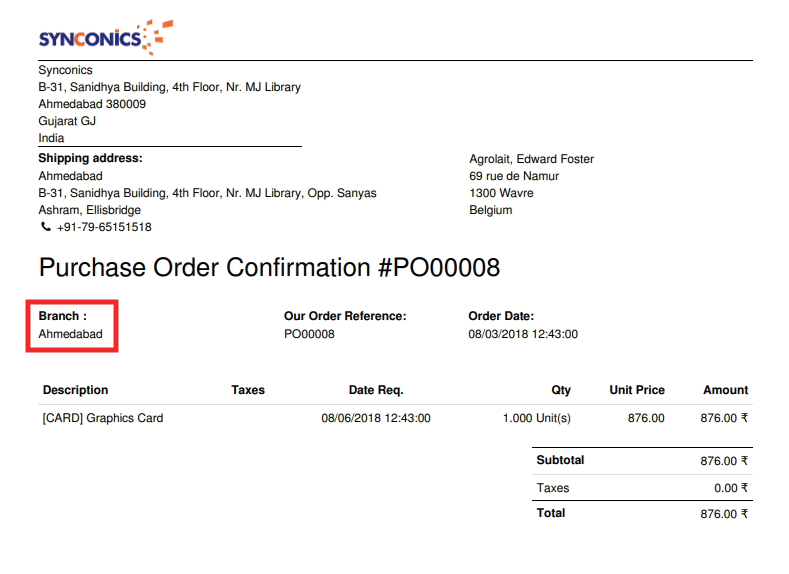 SYNCONICS
Synconics
B-31, Sanidhya Building, 4th Floor, Nr. MJ Library
Ahmedabad 380009
Gujarat GJ
India
Shipping address:
Ahmedabad
B-31, Sanidhya Building, 4th Floor, Nr. MJ Library, Opp. Sanyas
Ashram, Ellisbridge
+91-79-65151518
Agrolait, Edward Foster
69 rue de Namur
1300 Wavre
Belgium
Purchase Order Confirmation #PO00008
Branch : Our Order Reference: Order Date:
Ahmedabad PO00008 08/03/2018 12:43:00
Description Taxes Date Req. Qty Unit Price Amount
[CARD] Graphics Card 08/06/2018 12:43:00 1.000 Unit(s) 876.00 876.00 ₹
Subtotal 876.00 ₹
Taxes 0.00 ₹
Total 876.00 ₹